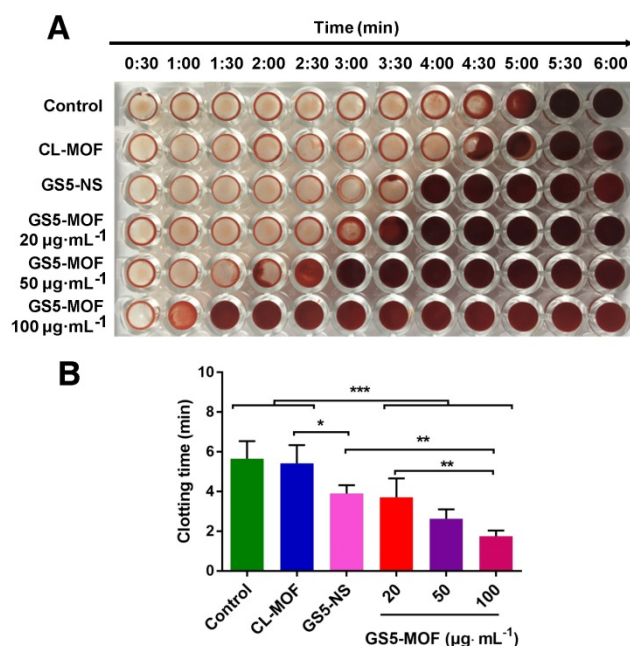 A
Time (min)
0:30 1:00 1:30 2:00 2:30 3:00 3:30 4:00 4:30 5:00 5:30 6:00
Control
CL-MOF
GS5-NS
GS5-MOF
20 μg·mL⁻¹
GS5-MOF
50 μg·mL⁻¹
GS5-MOF
100 μg·mL⁻¹
B
Clotting time (min)
10
8
6
4
2
0
***
*
**
**
Control
CL-MOF
GS5-NS
20
50
100
GS5-MOF (μg· mL⁻¹)